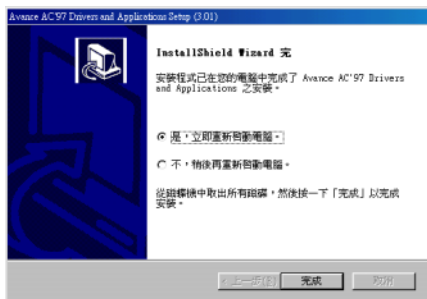 Avance AC'97 Drivers and Applications Setup (3.01)
InstallShield Wizard 完
安裝程式已在您的電腦中完成了 Avance AC'97 Drivers
and Applications 之安裝。
是，立即重新啟動電腦。
不，稍後再重新啟動電腦。
從磁碟機中取出所有磁碟，然後按一下「完成」以完成
安裝。
< 上一步(B) 完成 取消